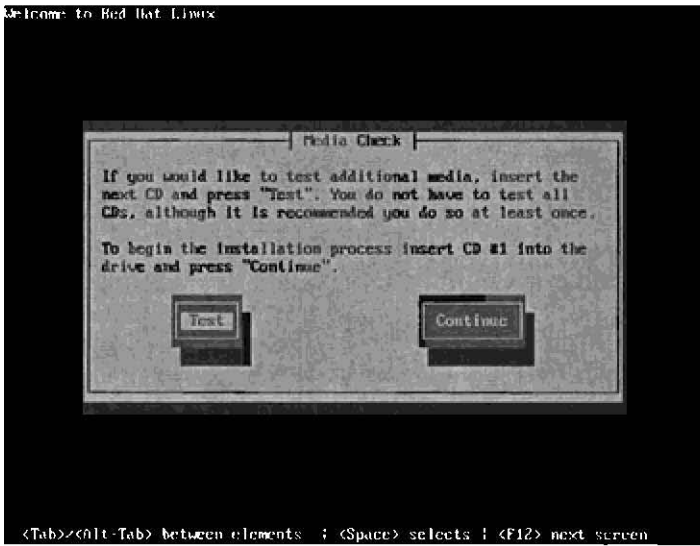 Welcome to Red Hat Linux
Media Check
If you would like to test additional media, insert the
next CD and press "Test". You do not have to test all
CDs, although it is recommended you do so at least once.
To begin the installation process insert CD #1 into the
drive and press "Continue".
Test Continue
<Tab>/<Alt-Tab> between elements | <Space> selects | <F12> next screen